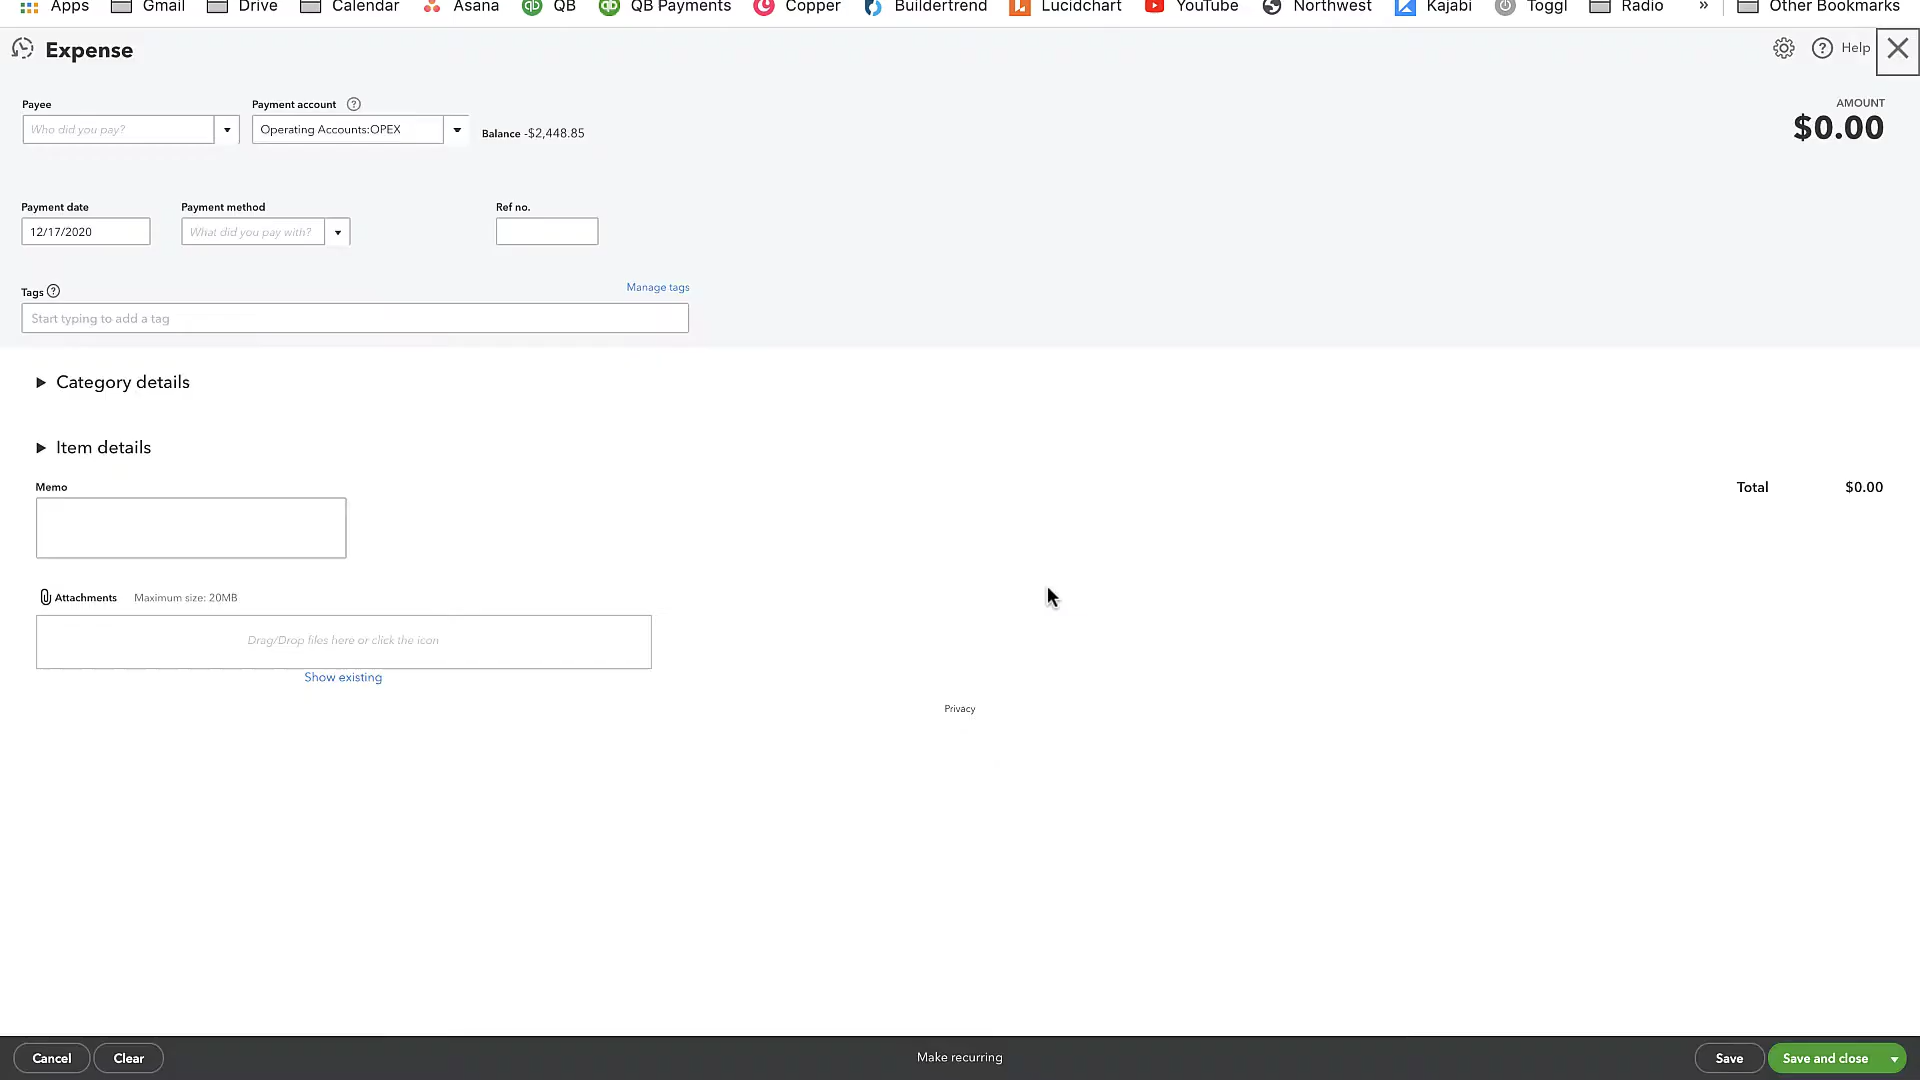 Apps Gmail Drive Calendar Asana QB QB Payments Copper Buildertrend Lucidchart YouTube Northwest Kajabi Toggl Radio » Other Bookmarks
Expense
Help
Payee
Payment account
AMOUNT
Who did you pay?
Operating Accounts:OPEX
Balance -$2,448.85
$0.00
Payment date
Payment method
Ref no.
12/17/2020
What did you pay with?
Tags
Manage tags
Start typing to add a tag
Category details
Item details
Memo
Total $0.00
Attachments Maximum size: 20MB
Drag/Drop files here or click the icon
Show existing
Privacy
Cancel Clear Make recurring Save Save and close